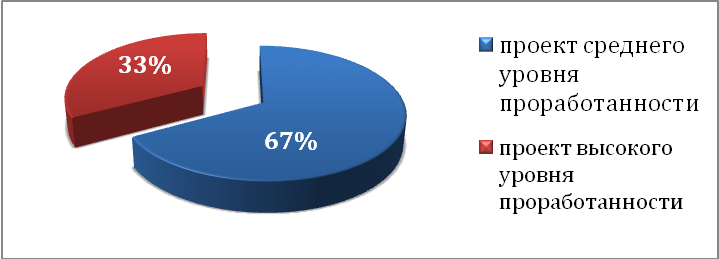 33%
67%
проект среднего
уровня
проработанности
проект высокого
уровня
проработанности